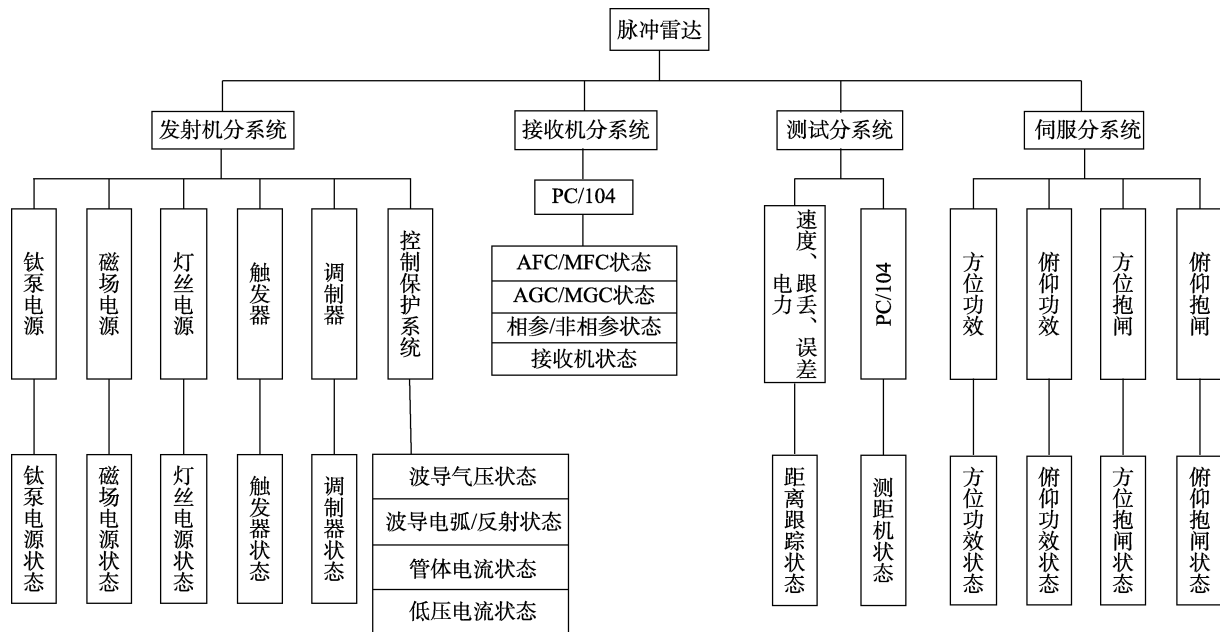 脉冲雷达
发射机分系统
接收机分系统
测试分系统
伺服分系统
钛泵电源
磁场电源
灯丝电源
触发器
调制器
控制保护系统
PC/104
AFC/MFC状态
AGC/MGC状态
相参/非相参状态
接收机状态
速度、跟丢、误差
电力
PC/104
方位功效
俯仰功效
方位抱闸
俯仰抱闸
钛泵电源状态
磁场电源状态
灯丝电源状态
触发器状态
调制器状态
波导气压状态
波导电弧/反射状态
管体电流状态
低压电流状态
距离跟踪状态
测距机状态
方位功效状态
俯仰功效状态
方位抱闸状态
俯仰抱闸状态